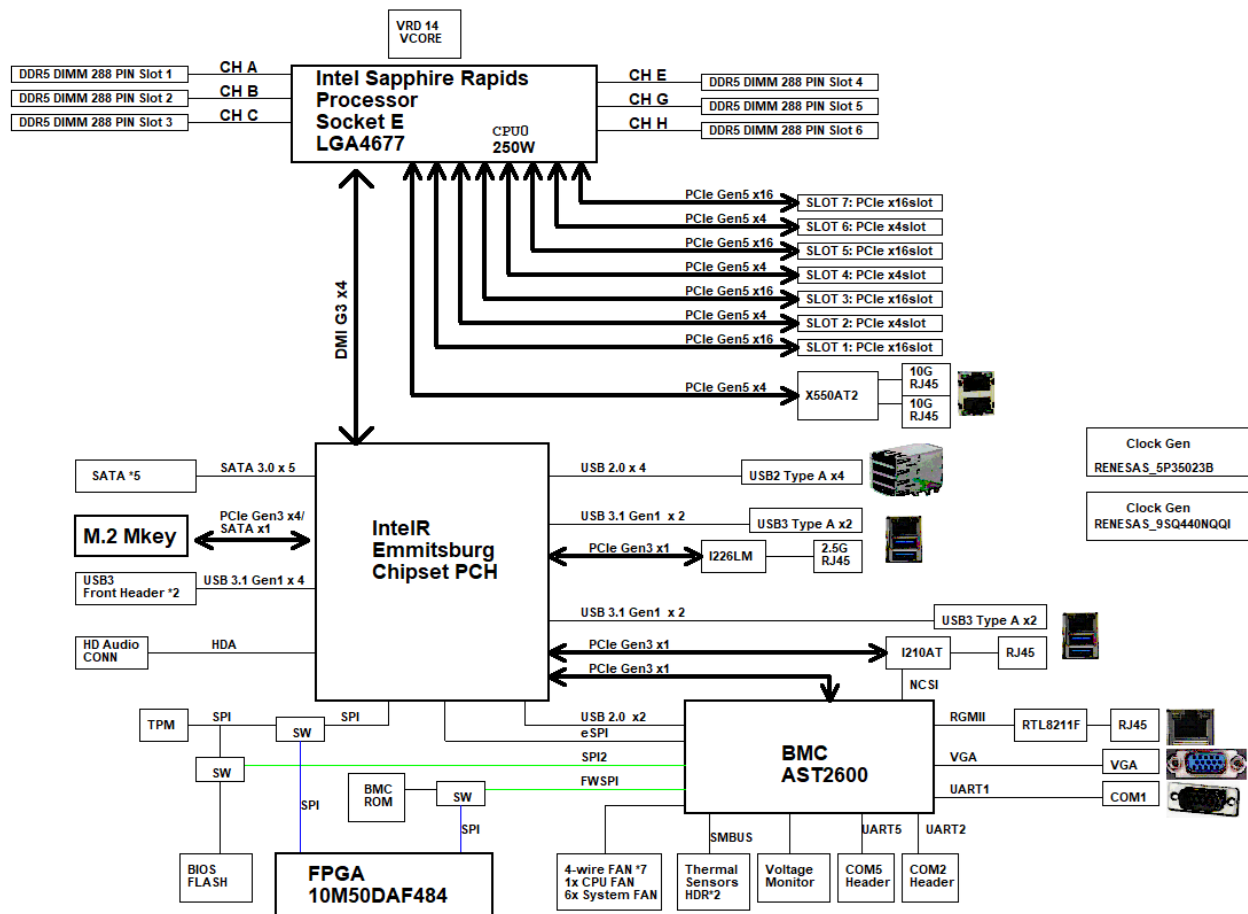 VRD 14
VCORE
DDR5 DIMM 288 PIN Slot 1
CH A
DDR5 DIMM 288 PIN Slot 2
CH B
DDR5 DIMM 288 PIN Slot 3
CH C
Intel Sapphire Rapids
Processor
Socket E
LGA4677
CPU0
250W
CH E
DDR5 DIMM 288 PIN Slot 4
CH G
DDR5 DIMM 288 PIN Slot 5
CH H
DDR5 DIMM 288 PIN Slot 6
PCIe Gen5 x16
SLOT 7: PCIe x16slot
PCIe Gen5 x4
SLOT 6: PCIe x4slot
PCIe Gen5 x16
SLOT 5: PCIe x16slot
PCIe Gen5 x4
SLOT 4: PCIe x4slot
PCIe Gen5 x16
SLOT 3: PCIe x16slot
PCIe Gen5 x4
SLOT 2: PCIe x4slot
PCIe Gen5 x16
SLOT 1: PCIe x16slot
DMI G3 x4
PCIe Gen5 x4
X550AT2
10G
RJ45
10G
RJ45
Clock Gen
RENESAS_5P35023B
Clock Gen
RENESAS_9SQ440NQQI
SATA *5
SATA 3.0 x 5
M.2 Mkey
PCIe Gen3 x4/
SATA x1
USB3
Front Header *2
USB 3.1 Gen1 x 4
HD Audio
CONN
HDA
IntelR
Emmitsburg
Chipset PCH
USB 2.0 x 4
USB2 Type A x4
USB 3.1 Gen1 x 2
USB3 Type A x2
PCIe Gen3 x1
I226LM
2.5G
RJ45
USB 3.1 Gen1 x 2
USB3 Type A x2
PCIe Gen3 x1
I210AT
RJ45
PCIe Gen3 x1
NCSI
TPM
SPI
SPI
SW
SW
USB 2.0 x2
eSPI
SPI2
FWSPI
BMC
ROM
SW
SPI
SPI
BMC
AST2600
RGMII
RTL8211F
RJ45
VGA
VGA
UART1
COM1
BIOS
FLASH
FPGA
10M50DAF484
SMBUS
UART5
UART2
4-wire FAN *7
1x CPU FAN
6x System FAN
Thermal
Sensors
HDR*2
Voltage
Monitor
COM5
Header
COM2
Header